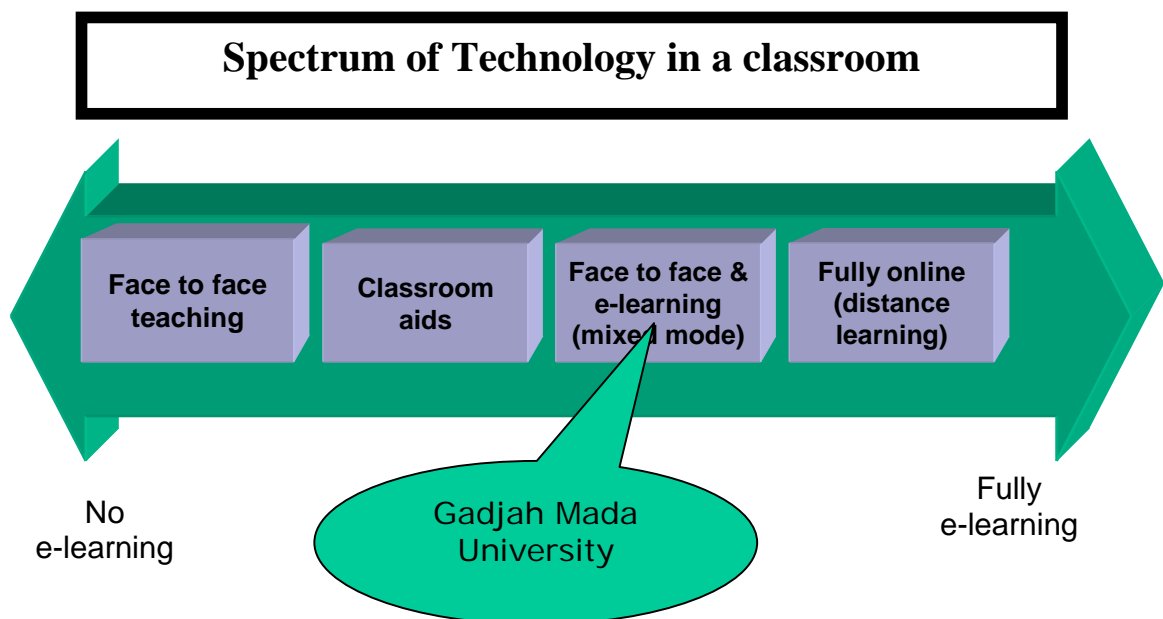 Spectrum of Technology in a classroom
Face to face
teaching
Classroom
aids
Face to face &
e-learning
(mixed mode)
Fully online
(distance
learning)
No
e-learning
Gadjah Mada
University
Fully
e-learning